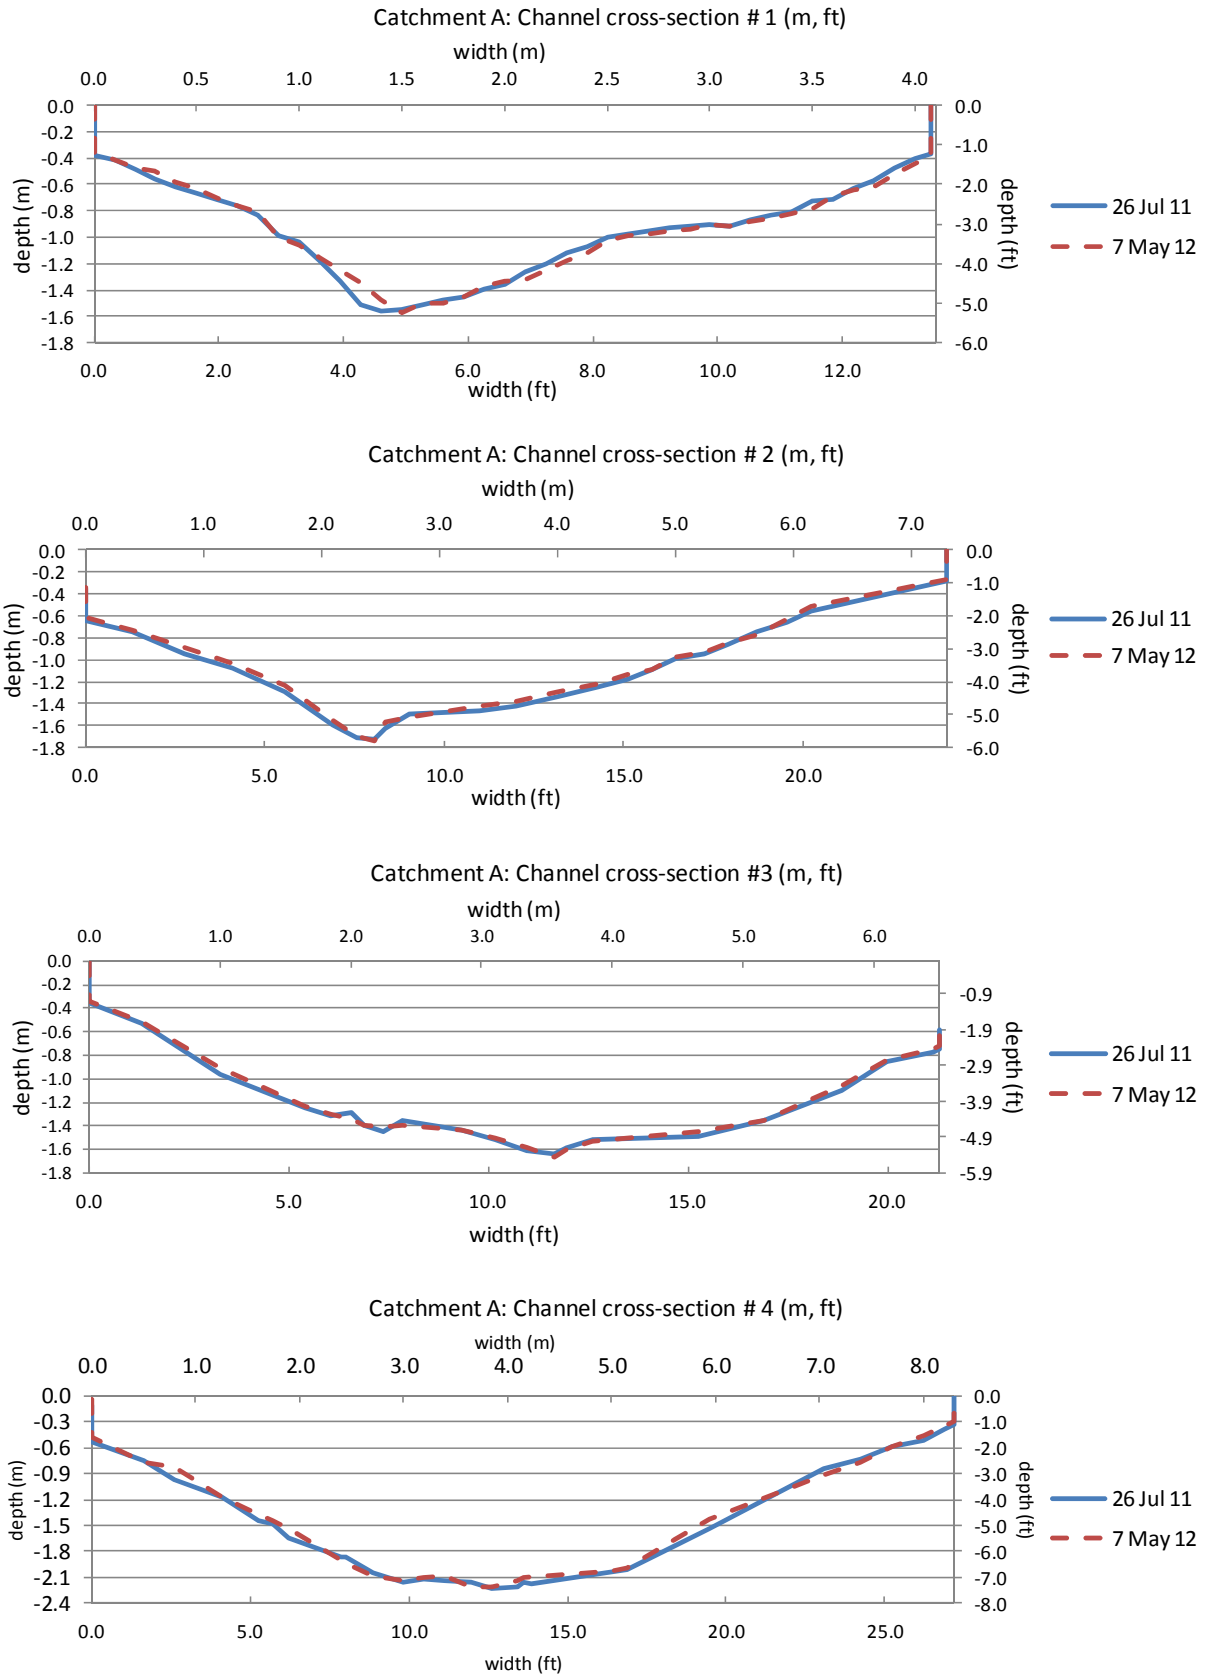 Catchment A: Channel cross-section # 1 (m, ft)
width (m)
0.0 0.5 1.0 1.5 2.0 2.5 3.0 3.5 4.0
0.0 0.0
-0.2
-0.4 -1.0
-0.6 -2.0
-0.8
-1.0 -3.0
-1.2 -4.0
-1.4 -5.0
-1.6
-1.8 -6.0
depth (m)
depth (ft)
26 Jul 11
7 May 12
0.0 2.0 4.0 6.0 8.0 10.0 12.0
width (ft)
Catchment A: Channel cross-section # 2 (m, ft)
width (m)
0.0 1.0 2.0 3.0 4.0 5.0 6.0 7.0
0.0 0.0
-0.2 -1.0
-0.4
-0.6 -2.0
-0.8 -3.0
-1.0
-1.2 -4.0
-1.4
-1.6 -5.0
-1.8 -6.0
depth (m)
depth (ft)
26 Jul 11
7 May 12
0.0 5.0 10.0 15.0 20.0
width (ft)
Catchment A: Channel cross-section #3 (m, ft)
width (m)
0.0 1.0 2.0 3.0 4.0 5.0 6.0
0.0
-0.2 -0.9
-0.4
-0.6 -1.9
-0.8 -2.9
-1.0
-1.2 -3.9
-1.4 -4.9
-1.6
-1.8 -5.9
depth (m)
depth (ft)
26 Jul 11
7 May 12
0.0 5.0 10.0 15.0 20.0
width (ft)
Catchment A: Channel cross-section # 4 (m, ft)
width (m)
0.0 1.0 2.0 3.0 4.0 5.0 6.0 7.0 8.0
0.0 0.0
-0.3 -1.0
-0.6 -2.0
-0.9 -3.0
-1.2 -4.0
-1.5 -5.0
-1.8 -6.0
-2.1 -7.0
-2.4 -8.0
depth (m)
depth (ft)
26 Jul 11
7 May 12
0.0 5.0 10.0 15.0 20.0 25.0
width (ft)